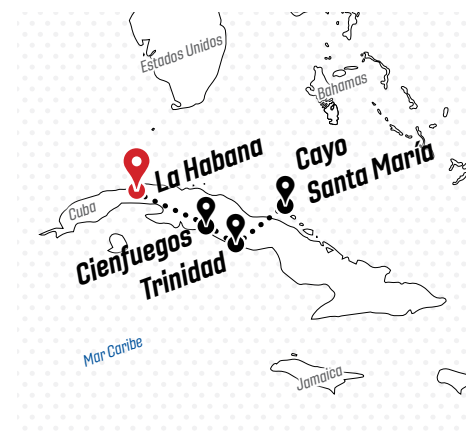 Estados Unidos
Bahamas
La Habana
Cayo
Santa María
Cuba
Cienfuegos
Trinidad
Mar Caribe
Jamaica